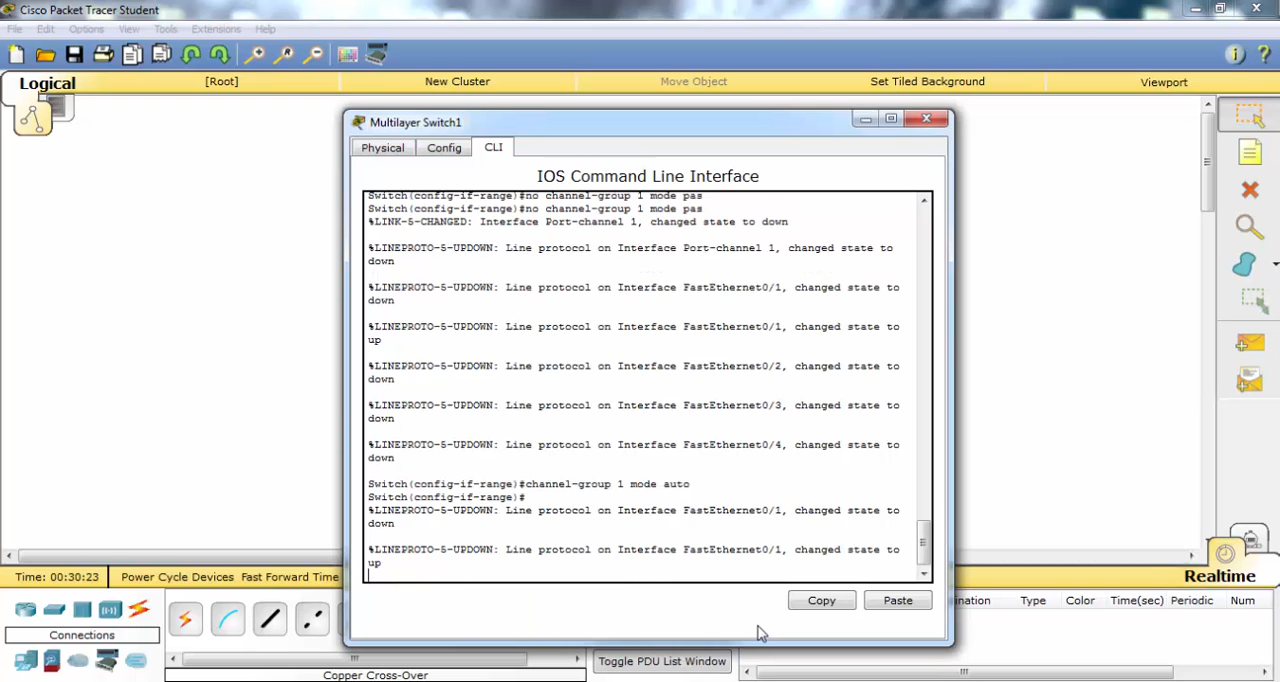 Cisco Packet Tracer Student
File Edit Options View Tools Extensions Help
Logical [Root] New Cluster Move Object Set Tiled Background Viewport
Multilayer Switch1
Physical Config CLI
IOS Command Line Interface
Switch(config-if-range)#no channel-group 1 mode pas
Switch(config-if-range)#no channel-group 1 mode pas
%LINK-5-CHANGED: Interface Port-channel 1, changed state to down
%LINEPROTO-5-UPDOWN: Line protocol on Interface Port-channel 1, changed state to
down
%LINEPROTO-5-UPDOWN: Line protocol on Interface FastEthernet0/1, changed state to
down
%LINEPROTO-5-UPDOWN: Line protocol on Interface FastEthernet0/1, changed state to
up
%LINEPROTO-5-UPDOWN: Line protocol on Interface FastEthernet0/2, changed state to
down
%LINEPROTO-5-UPDOWN: Line protocol on Interface FastEthernet0/3, changed state to
down
%LINEPROTO-5-UPDOWN: Line protocol on Interface FastEthernet0/4, changed state to
down
Switch(config-if-range)#channel-group 1 mode auto
Switch(config-if-range)#
%LINEPROTO-5-UPDOWN: Line protocol on Interface FastEthernet0/1, changed state to
down
%LINEPROTO-5-UPDOWN: Line protocol on Interface FastEthernet0/1, changed state to
up
Copy Paste
Time: 00:30:23 Power Cycle Devices Fast Forward Time
Realtime
ination Type Color Time(sec) Periodic Num
Connections
Toggle PDU List Window
Copper Cross-Over